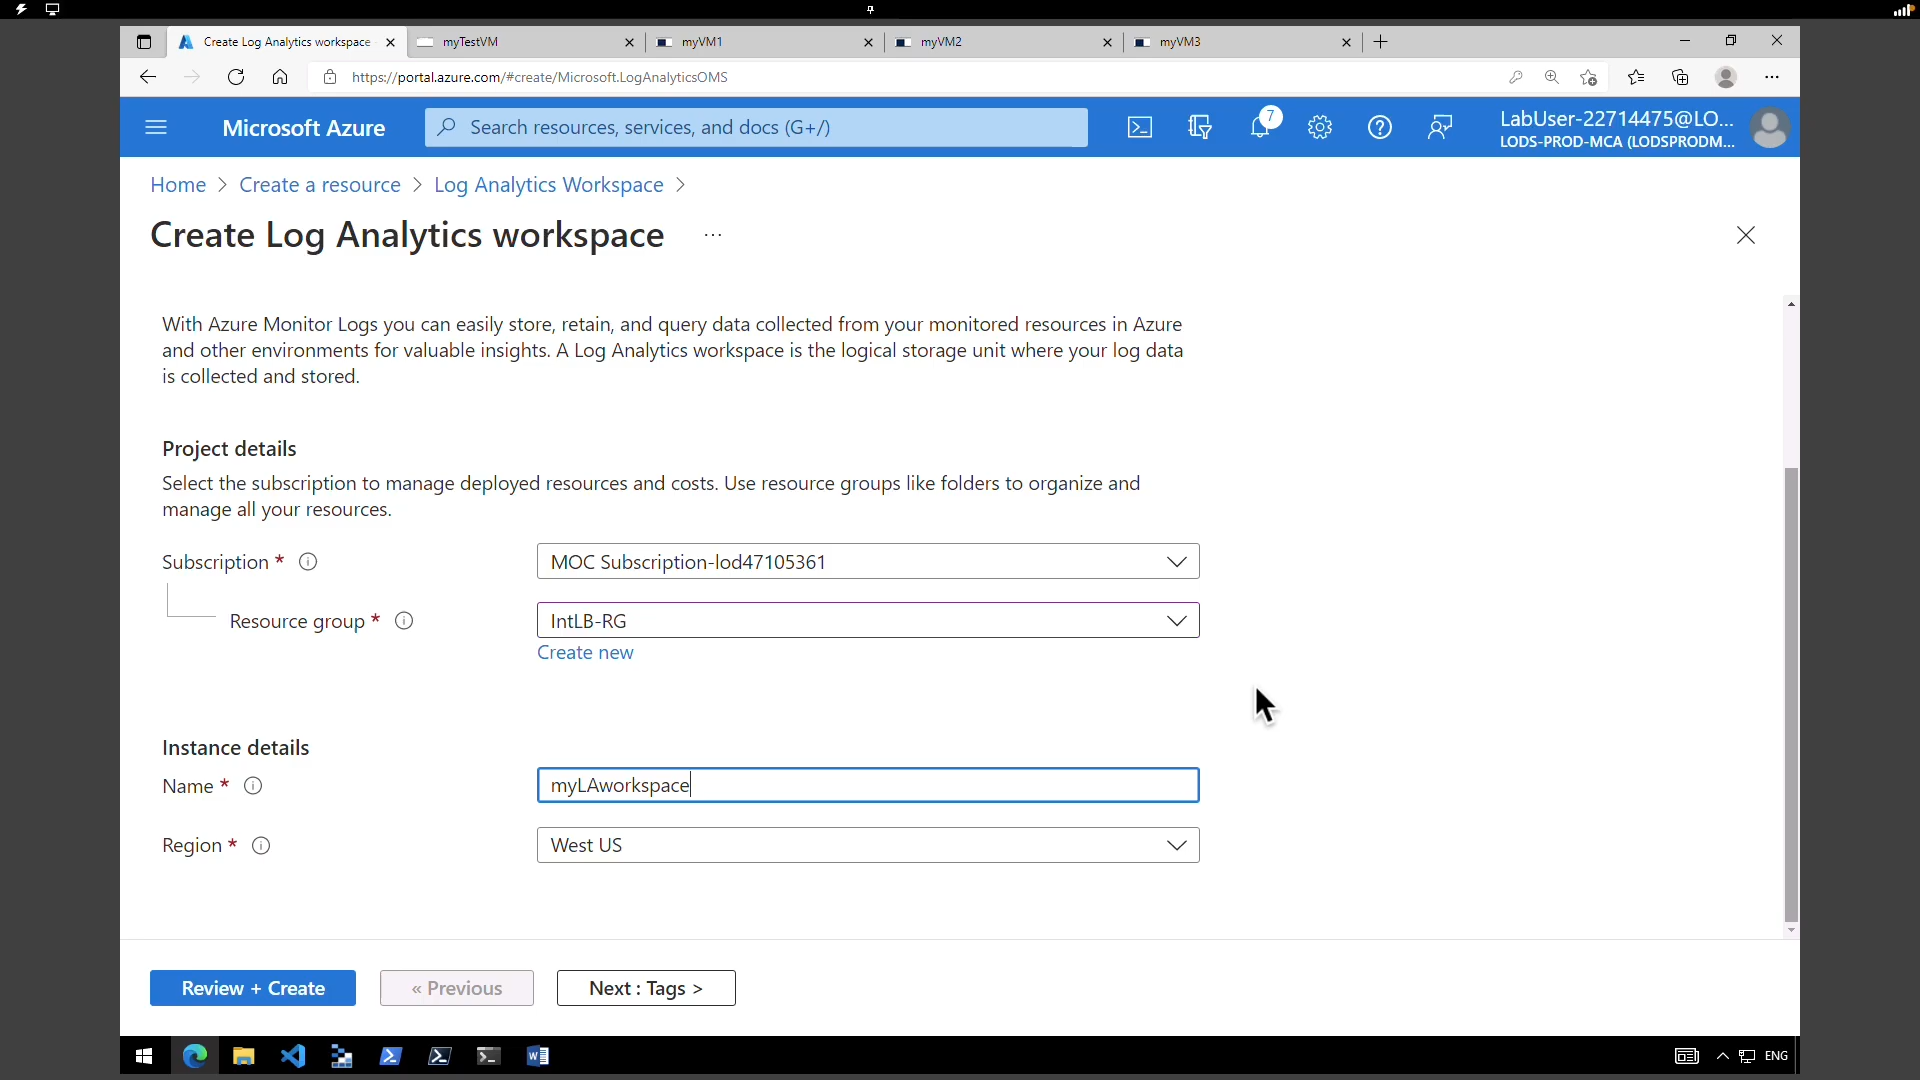 Create Log Analytics workspace
myTestVM
myVM1
myVM2
myVM3
https://portal.azure.com/#create/Microsoft.LogAnalyticsOMS
Microsoft Azure
Search resources, services, and docs (G+/)
7
LabUser-22714475@LO...
LODS-PROD-MCA (LODSPRODM...
Home > Create a resource > Log Analytics Workspace >
Create Log Analytics workspace ...
With Azure Monitor Logs you can easily store, retain, and query data collected from your monitored resources in Azure
and other environments for valuable insights. A Log Analytics workspace is the logical storage unit where your log data
is collected and stored.
Project details
Select the subscription to manage deployed resources and costs. Use resource groups like folders to organize and
manage all your resources.
Subscription *
MOC Subscription-lod47105361
Resource group *
IntLB-RG
Create new
Instance details
Name *
myLAworkspace
Region *
West US
Review + Create
« Previous
Next : Tags >
ENG